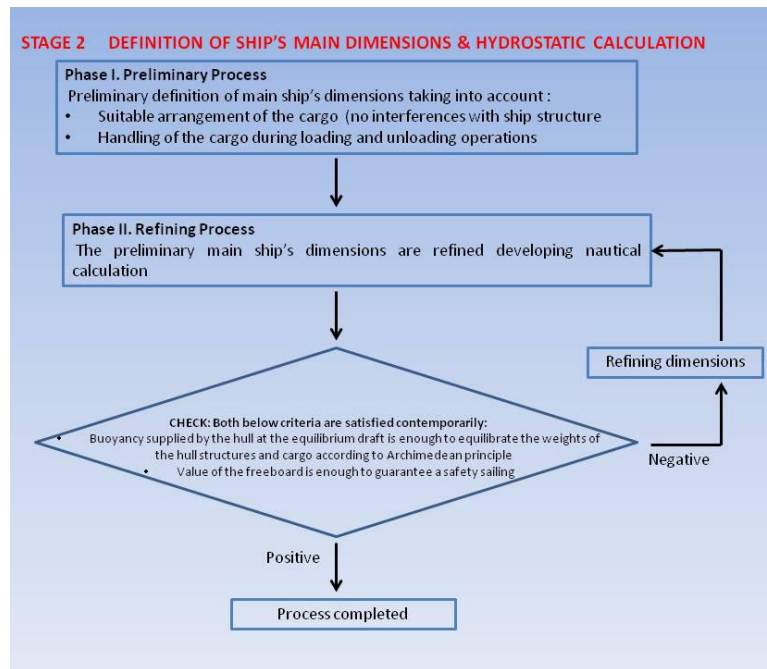 STAGE 2 DEFINITION OF SHIP'S MAIN DIMENSIONS & HYDROSTATIC CALCULATION
Phase I. Preliminary Process
Preliminary definition of main ship's dimensions taking into account :
• Suitable arrangement of the cargo (no interferences with ship structure
• Handling of the cargo during loading and unloading operations
Phase II. Refining Process
The preliminary main ship's dimensions are refined developing nautical
calculation
Refining dimensions
CHECK: Both below criteria are satisfied contemporarily:
• Buoyancy supplied by the hull at the equilibrium draft is enough to equilibrate the weights of
the hull structures and cargo according to Archimedean principle
• Value of the freeboard is enough to guarantee a safety sailing
Negative
Positive
Process completed